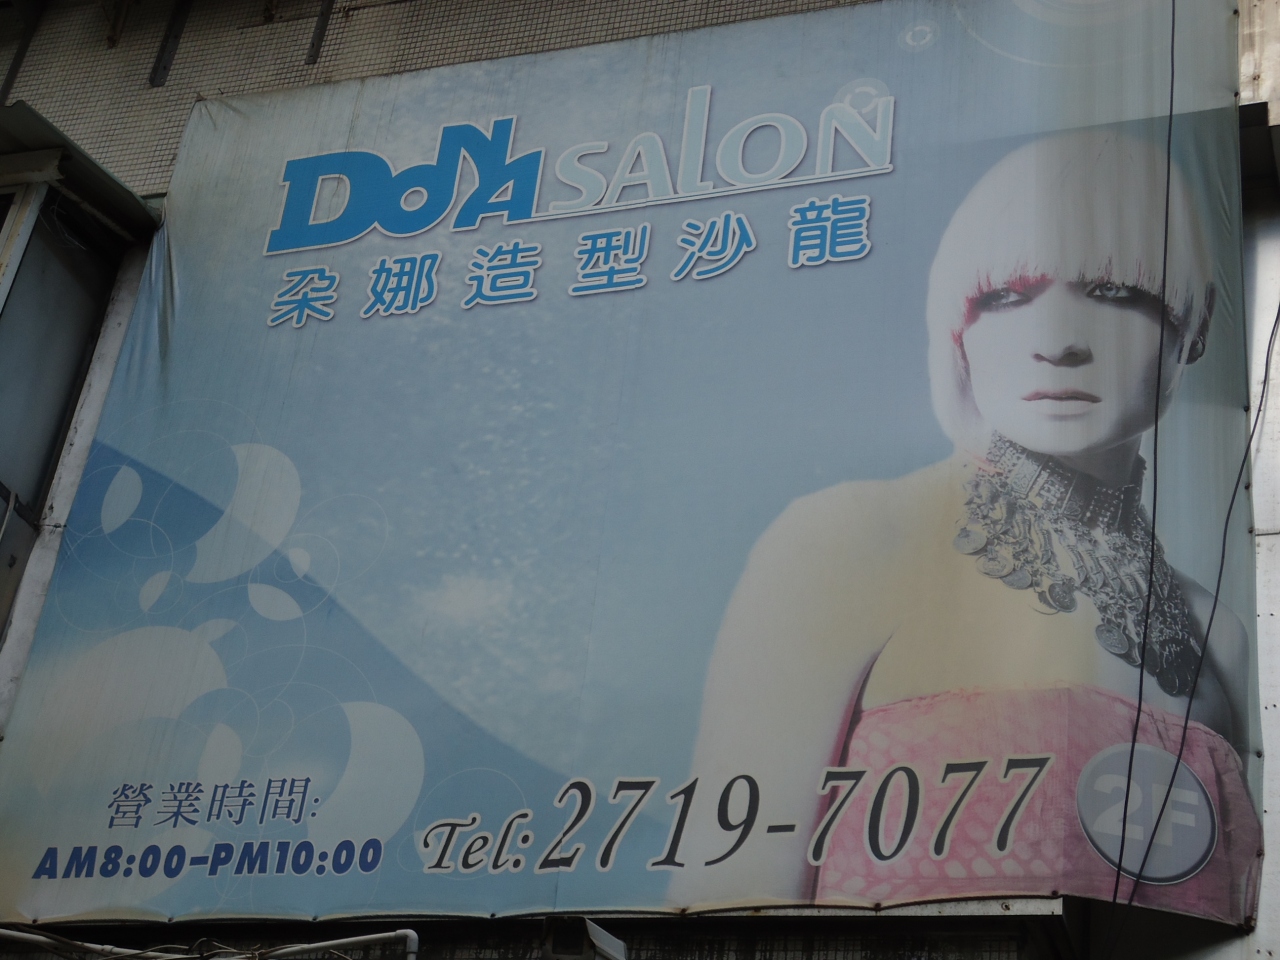 DONA SALON
朵娜造型沙龍
營業時間:
AM8:00-PM10:00
Tel:2719-7077
2F